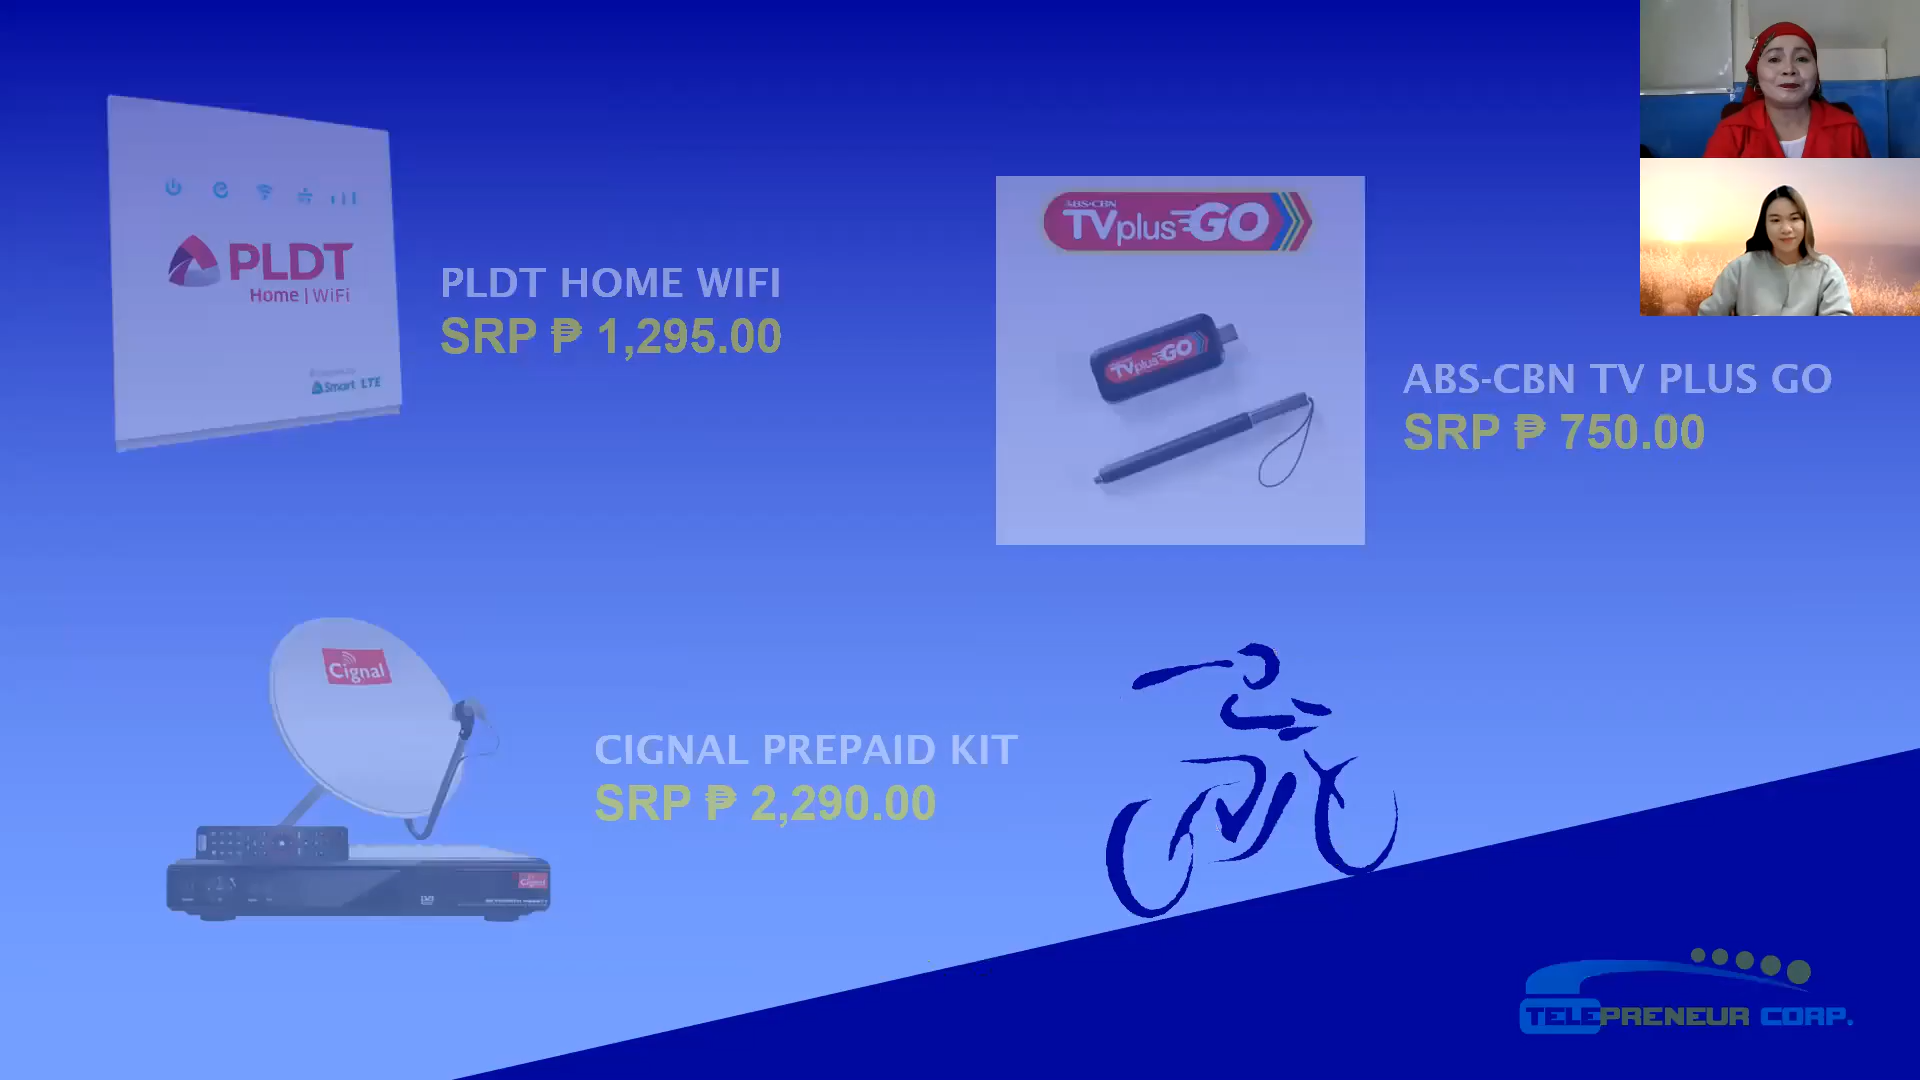 PLDT
Home | WiFi
Smart LTE
PLDT HOME WIFI
SRP ₱ 1,295.00
ABS-CBN
TVplus GO
TVplus GO
ABS-CBN TV PLUS GO
SRP ₱ 750.00
Cignal
CIGNAL PREPAID KIT
SRP ₱ 2,290.00
Cignal
TELEPRENEUR CORP.